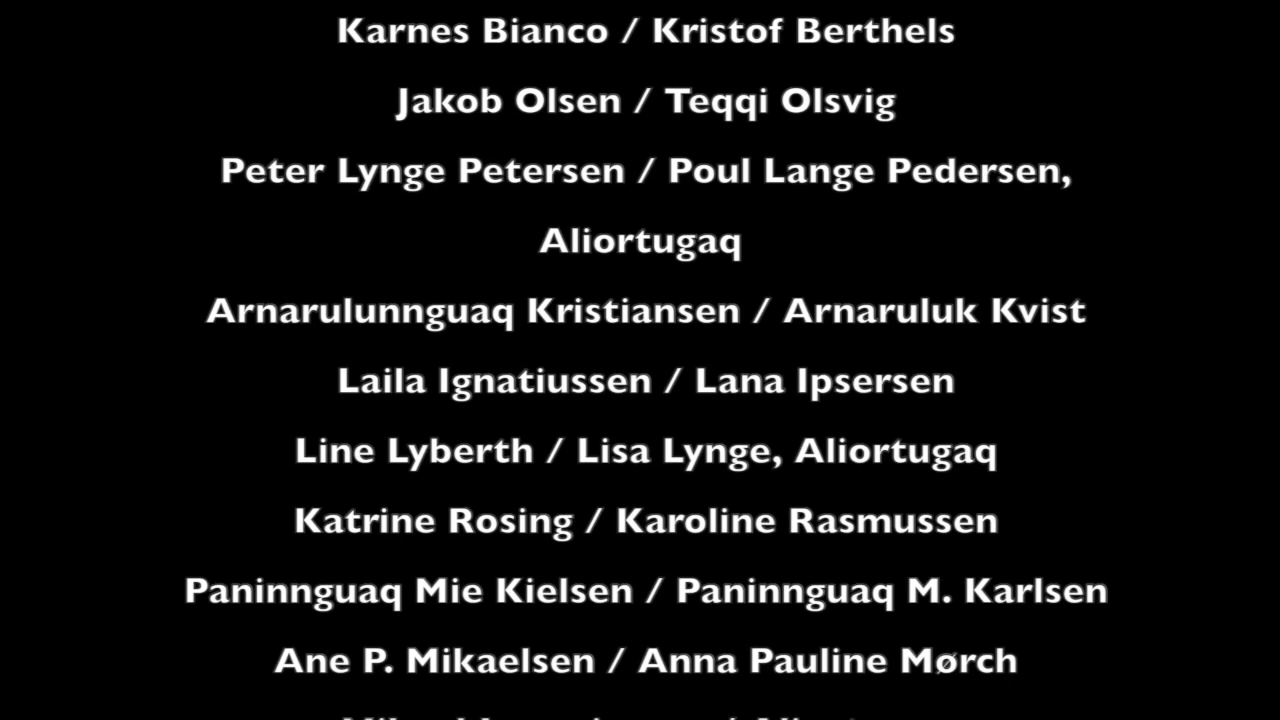 Karnes Bianco / Kristof Berthels
Jakob Olsen / Teqqi Olsvig
Peter Lynge Petersen / Poul Lange Pedersen,
Aliortugaq
Arnarulunnguaq Kristiansen / Arnaruluk Kvist
Laila Ignatiussen / Lana Ipsersen
Line Lyberth / Lisa Lynge, Aliortugaq
Katrine Rosing / Karoline Rasmussen
Paninnguaq Mie Kielsen / Paninnguaq M. Karlsen
Ane P. Mikaelsen / Anna Pauline Mørch